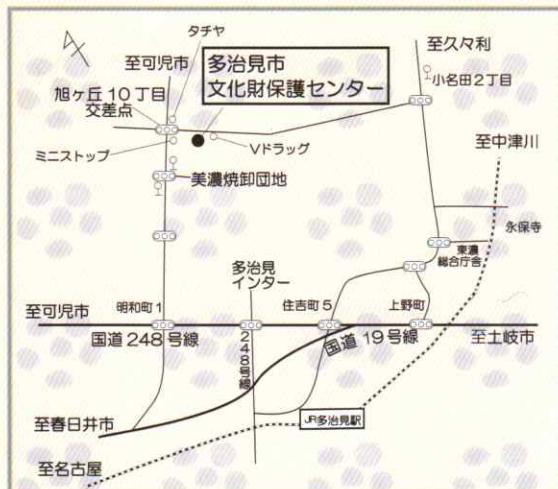 タチヤ
至可児市
多治見市
文化財保護センター
至久々利
小名田2丁目
旭ヶ丘10丁目
交差点
ミニストップ
Vドラッグ
至中津川
美濃焼卸団地
永保寺
東濃
総合庁舎
多治見
インター
至可児市
明和町1
住吉町5
上野町
国道248号線
248号線
国道19号線
至土岐市
至春日井市
JR多治見駅
至名古屋